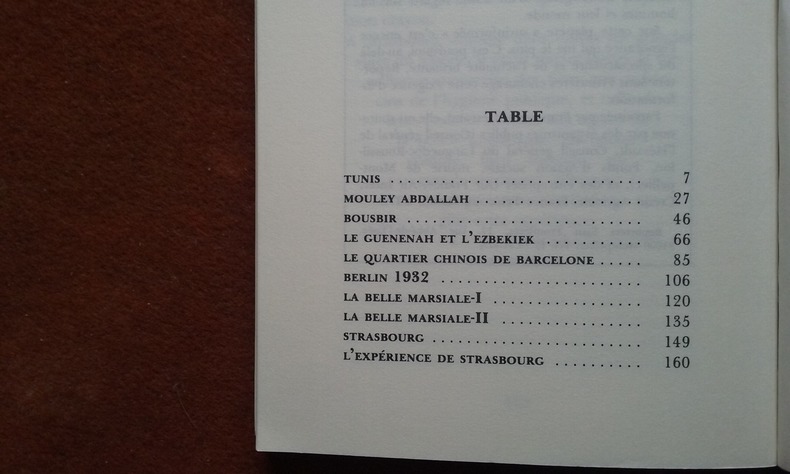 TABLE
TUNIS .............................. 7
MOULEY ABDALLAH .................... 27
BOUSBIR ............................ 46
LE GUENENAH ET L'EZBEKIEK ........... 66
LE QUARTIER CHINOIS DE BARCELONE ..... 85
BERLIN 1932 ........................ 106
LA BELLE MARSIALE-I .................. 120
LA BELLE MARSIALE-II ................. 135
STRASBOURG ......................... 149
L'EXPÉRIENCE DE STRASBOURG .......... 160